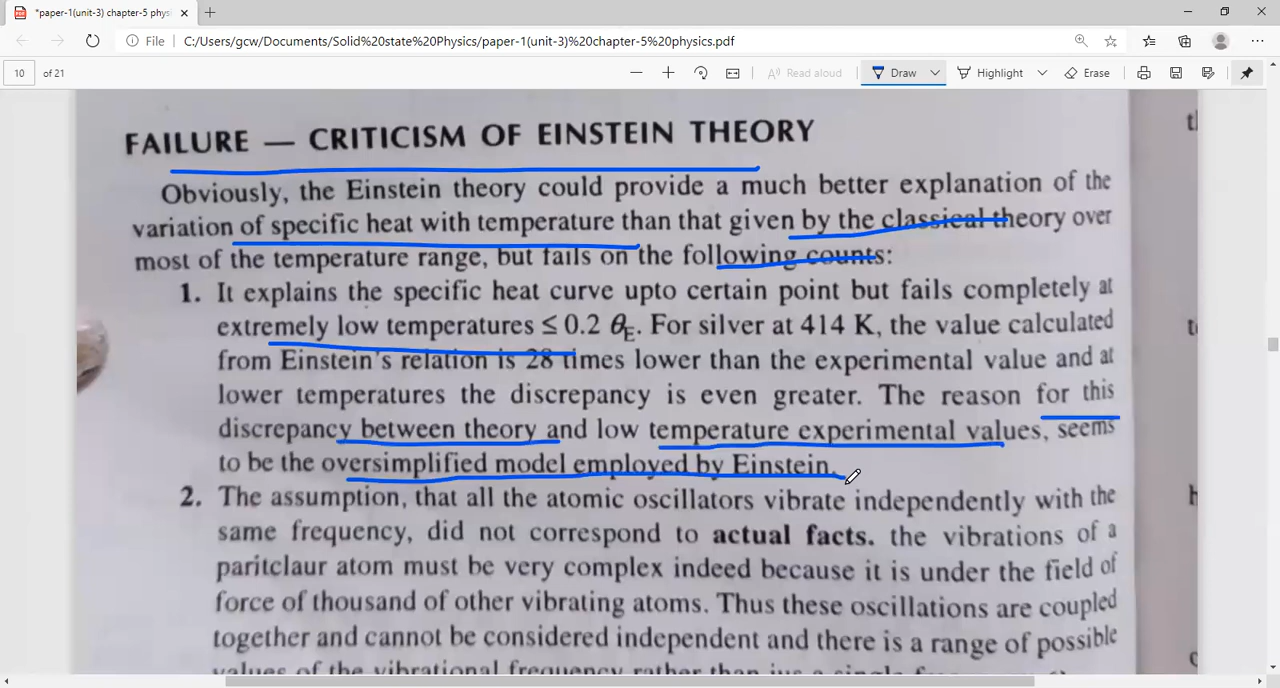 *paper-1(unit-3) chapter-5 phys
File C:/Users/gcw/Documents/Solid%20state%20Physics/paper-1(unit-3)%20chapter-5%20physics.pdf
10 of 21 Read aloud Draw Highlight Erase
FAILURE — CRITICISM OF EINSTEIN THEORY
Obviously, the Einstein theory could provide a much better explanation of the
variation of specific heat with temperature than that given by the classical theory over
most of the temperature range, but fails on the following counts:
1. It explains the specific heat curve upto certain point but fails completely at
extremely low temperatures ≤ 0.2 θE. For silver at 414 K, the value calculated
from Einstein's relation is 28 times lower than the experimental value and at
lower temperatures the discrepancy is even greater. The reason for this
discrepancy between theory and low temperature experimental values, seems
to be the oversimplified model employed by Einstein.
2. The assumption, that all the atomic oscillators vibrate independently with the
same frequency, did not correspond to actual facts. the vibrations of a
paritclaur atom must be very complex indeed because it is under the field of
force of thousand of other vibrating atoms. Thus these oscillations are coupled
together and cannot be considered independent and there is a range of possible
values of the vibrational frequency rather than jus a single